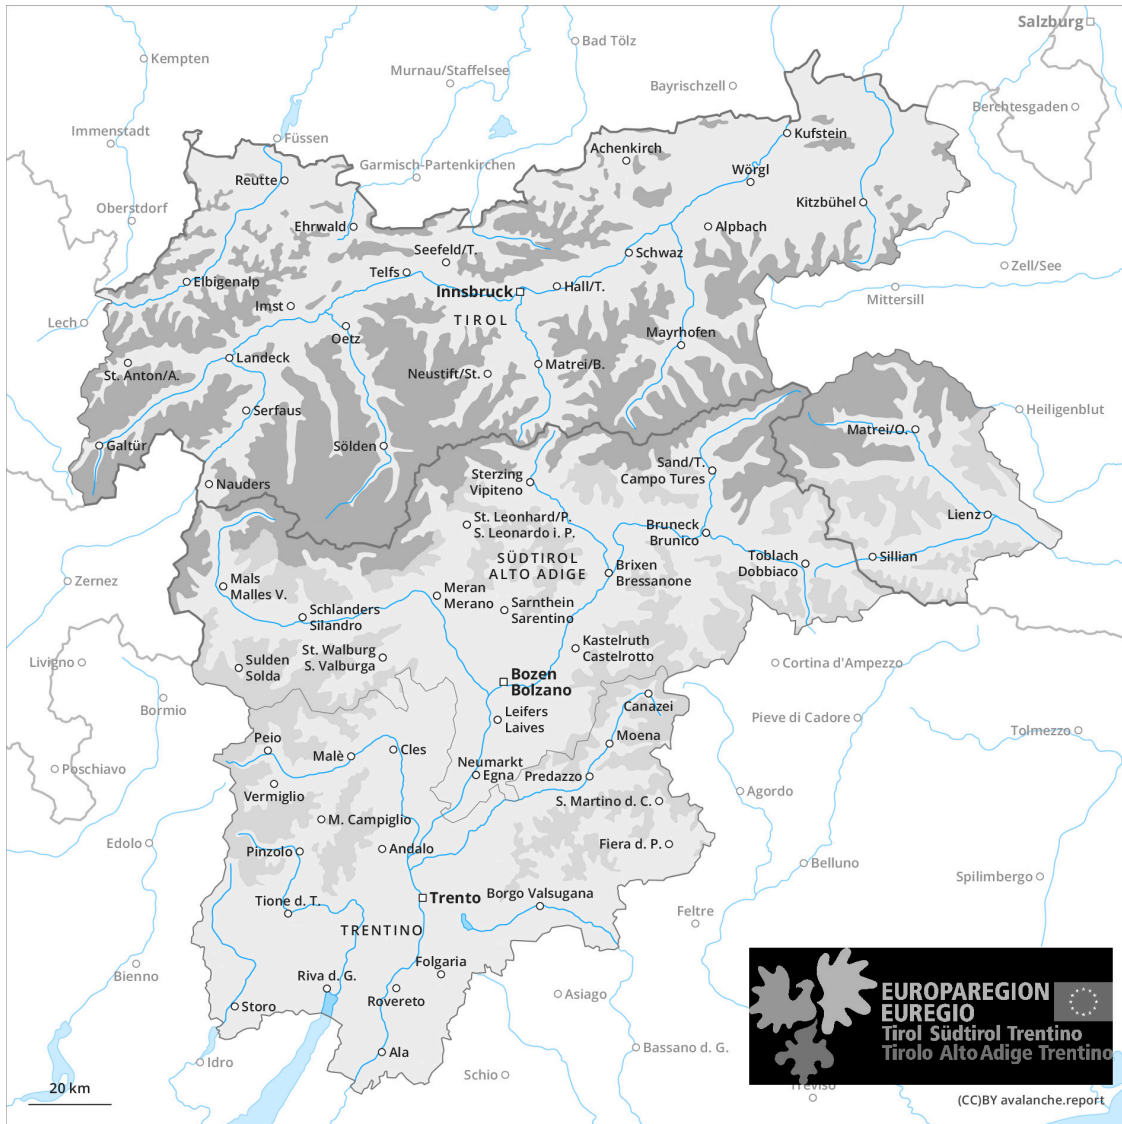 Salzburg
Bad Tölz
Kempten
Murnau/Staffelsee
Bayrischzell
Berchtesgaden
Immenstadt
Füssen
Kufstein
Achenkirch
Garmisch-Partenkirchen
Wörgl
Reutte
Kitzbühel
Oberstdorf
Ehrwald
Alpbach
Seefeld/T.
Schwaz
Zell/See
Telfs
Elbigenalp
Hall/T.
Innsbruck
Mittersill
Imst
TIROL
Lech
Oetz
Mayrhofen
Landeck
Matrei/B.
St. Anton/A.
Neustift/St.
Serfaus
Heiligenblut
Matrei/O.
Galtür
Sölden
Sand/T.
Campo Tures
Sterzing
Vipiteno
Nauders
St. Leonhard/P.
S. Leonardo i. P.
Lienz
Bruneck
Brunico
SÜDTIROL
ALTO ADIGE
Toblach
Dobbiaco
Sillian
Brixen
Bressanone
Zernez
Mals
Malles V.
Meran
Merano
Sarnthein
Sarentino
Schlanders
Silandro
Kastelruth
Castelrotto
St. Walburg
S. Valburga
Livigno
Sulden
Solda
Cortina d'Ampezzo
Bozen
Bolzano
Bormio
Canazei
Leifers
Laives
Pieve di Cadore
Tolmezzo
Peio
Moena
Cles
Malè
Neumarkt
Egna
Predazzo
Poschiavo
Vermiglio
Agordo
S. Martino d. C.
M. Campiglio
Edolo
Fiera d. P.
Pinzolo
Andalo
Belluno
Spilimbergo
Borgo Valsugana
Trento
Tione d. T.
Feltre
TRENTINO
Folgaria
Bienno
Riva d. G.
Rovereto
Asiago
Storo
EUROPAREGION
EUREGIO
Tirol Südtirol Trentino
Tirolo Alto Adige Trentino
Ala
Bassano d. G.
Idro
Schio
Treviso
20 km
(CC)BY avalanche.report